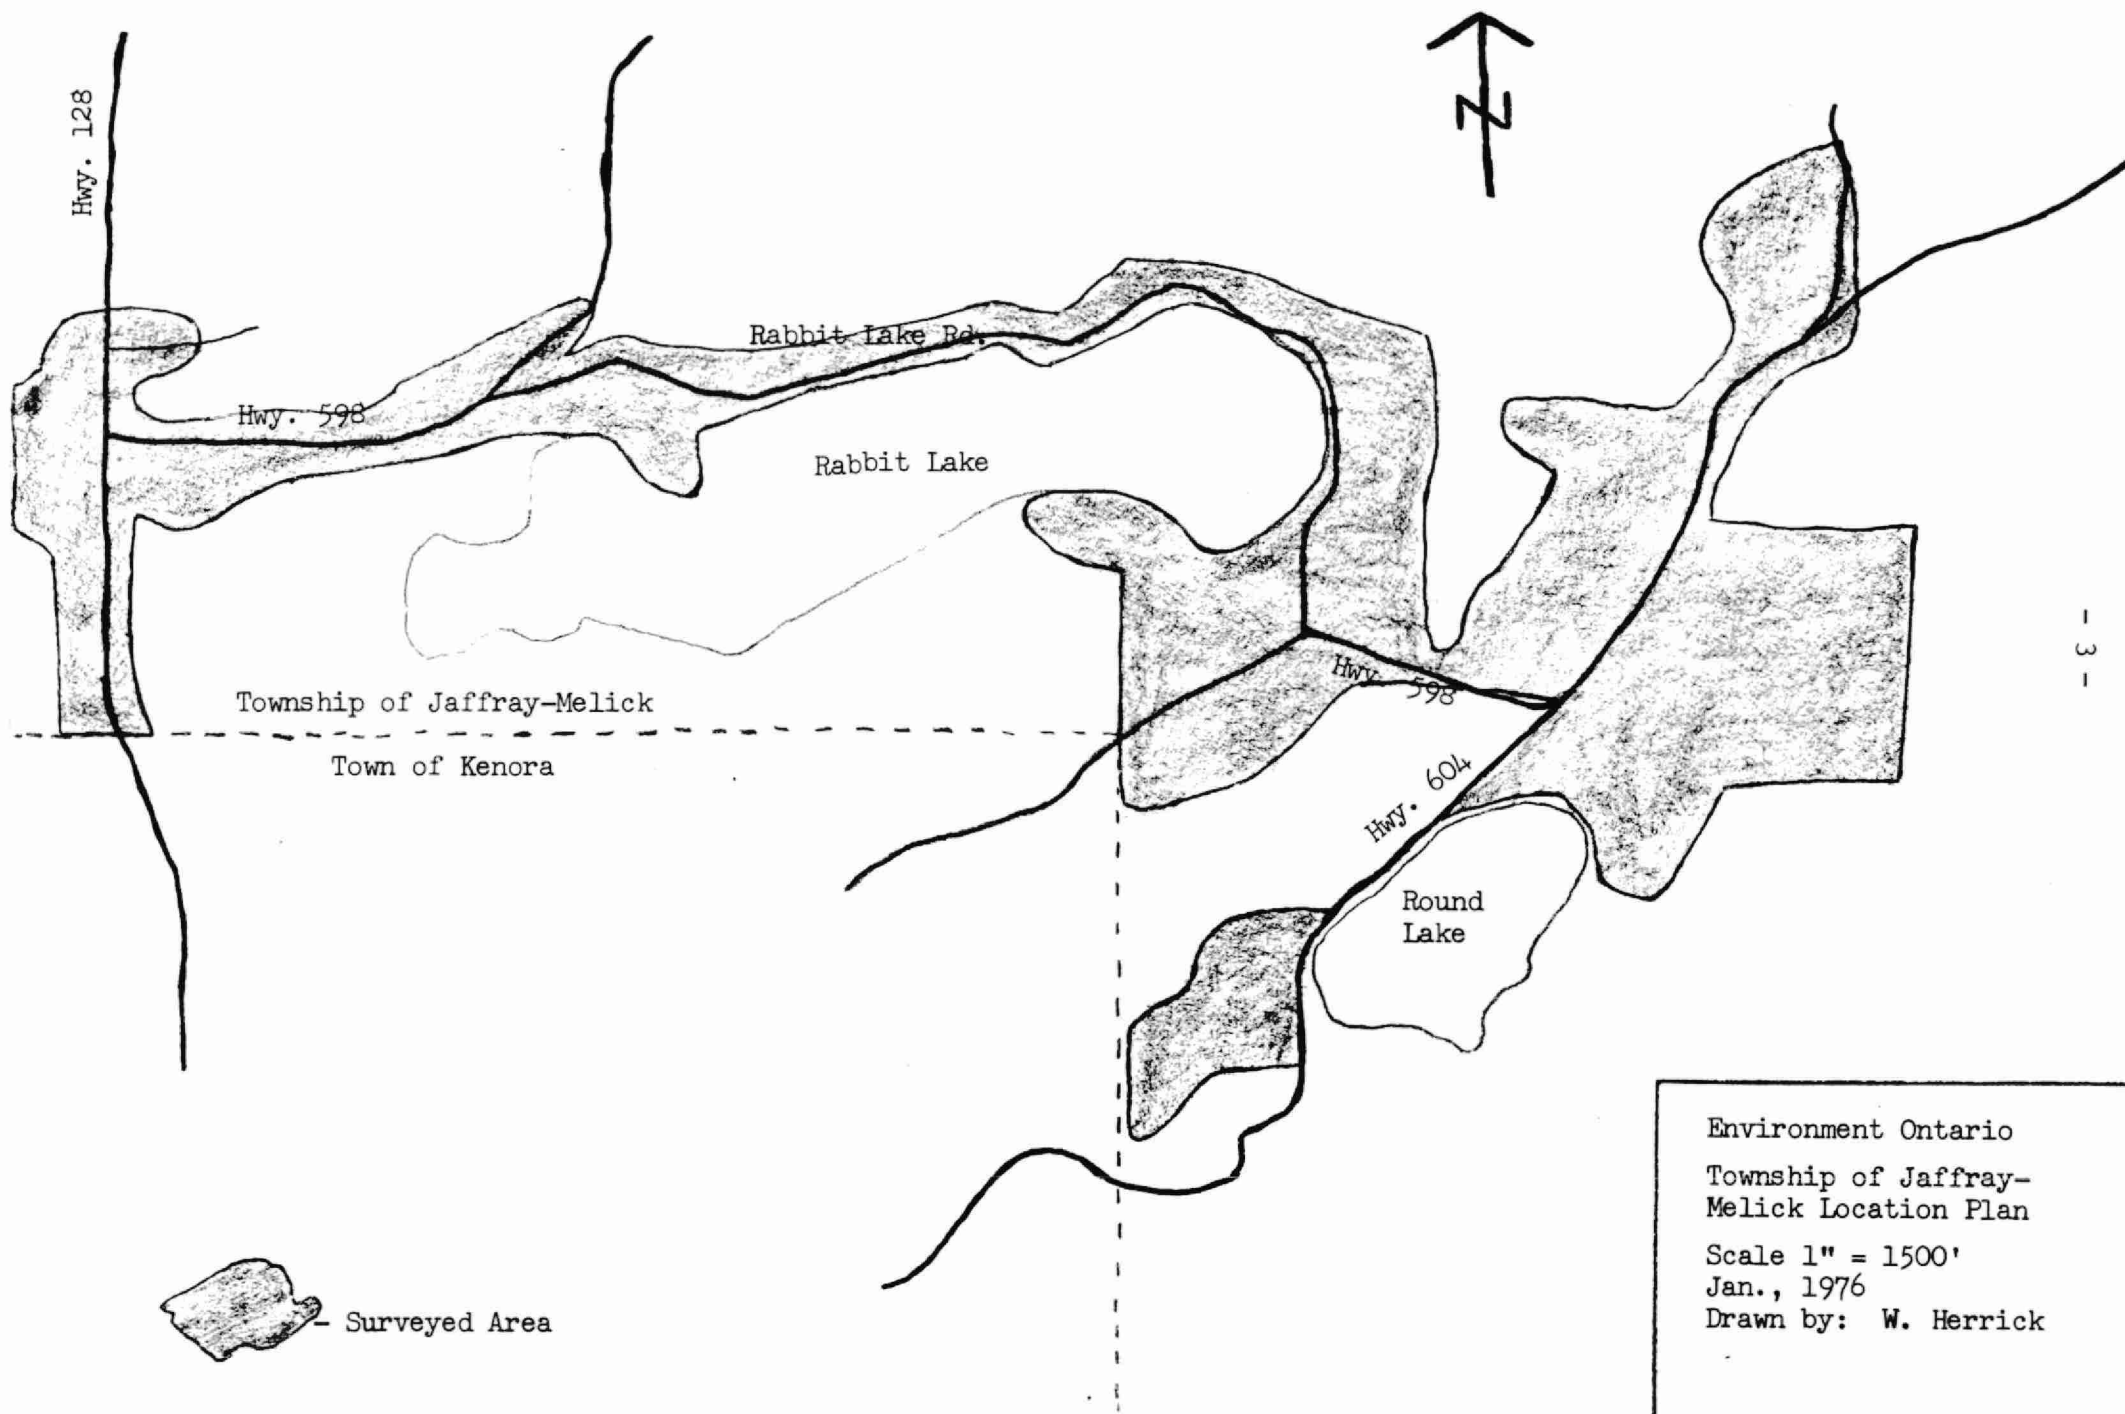 Hwy. 128
N
Rabbit Lake Rd.
Hwy. 598
Rabbit Lake
- 3 -
Hwy. 598
Township of Jaffray-Melick
Town of Kenora
Hwy. 604
Round
Lake
Environment Ontario
Township of Jaffray-
Melick Location Plan
Scale 1" = 1500'
Jan., 1976
Drawn by: W. Herrick
- Surveyed Area